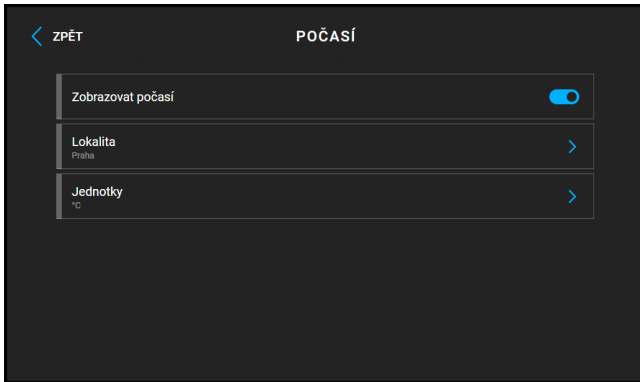 ZPĚT
POČASÍ
Zobrazovat počasí
Lokalita
Praha
Jednotky
°C